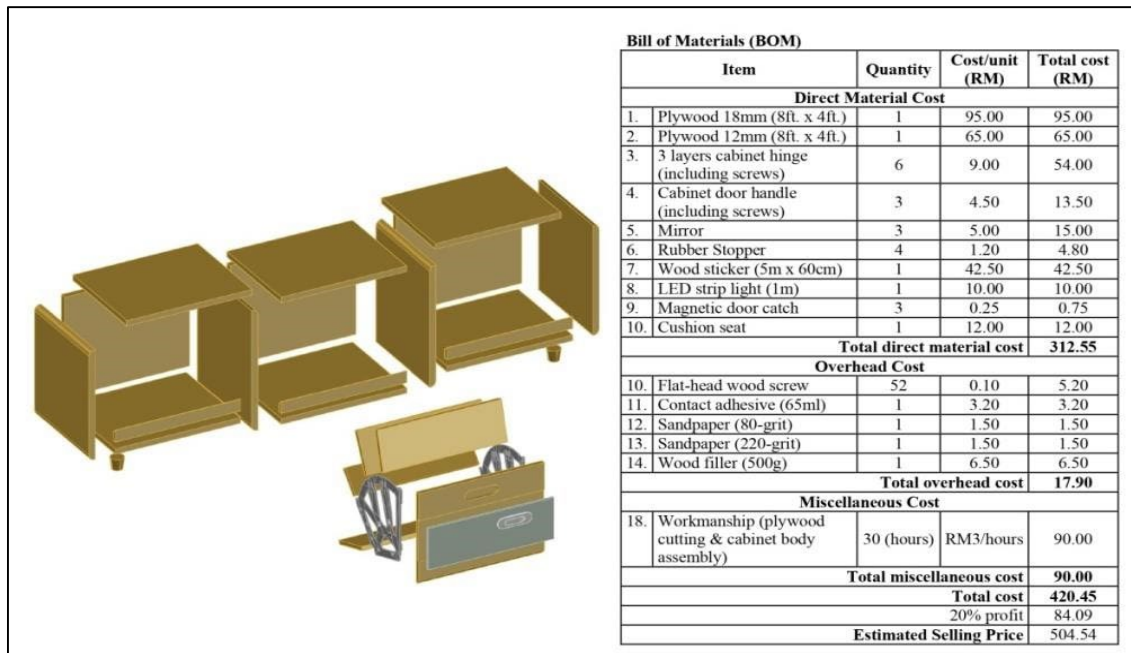 Bill of Materials (BOM)
Item Quantity Cost/unit (RM) Total cost (RM)
Direct Material Cost
1. Plywood 18mm (8ft. x 4ft.) 1 95.00 95.00
2. Plywood 12mm (8ft. x 4ft.) 1 65.00 65.00
3. 3 layers cabinet hinge (including screws) 6 9.00 54.00
4. Cabinet door handle (including screws) 3 4.50 13.50
5. Mirror 3 5.00 15.00
6. Rubber Stopper 4 1.20 4.80
7. Wood sticker (5m x 60cm) 1 42.50 42.50
8. LED strip light (1m) 1 10.00 10.00
9. Magnetic door catch 3 0.25 0.75
10. Cushion seat 1 12.00 12.00
Total direct material cost 312.55
Overhead Cost
10. Flat-head wood screw 52 0.10 5.20
11. Contact adhesive (65ml) 1 3.20 3.20
12. Sandpaper (80-grit) 1 1.50 1.50
13. Sandpaper (220-grit) 1 1.50 1.50
14. Wood filler (500g) 1 6.50 6.50
Total overhead cost 17.90
Miscellaneous Cost
18. Workmanship (plywood cutting & cabinet body assembly) 30 (hours) RM3/hours 90.00
Total miscellaneous cost 90.00
Total cost 420.45
20% profit 84.09
Estimated Selling Price 504.54